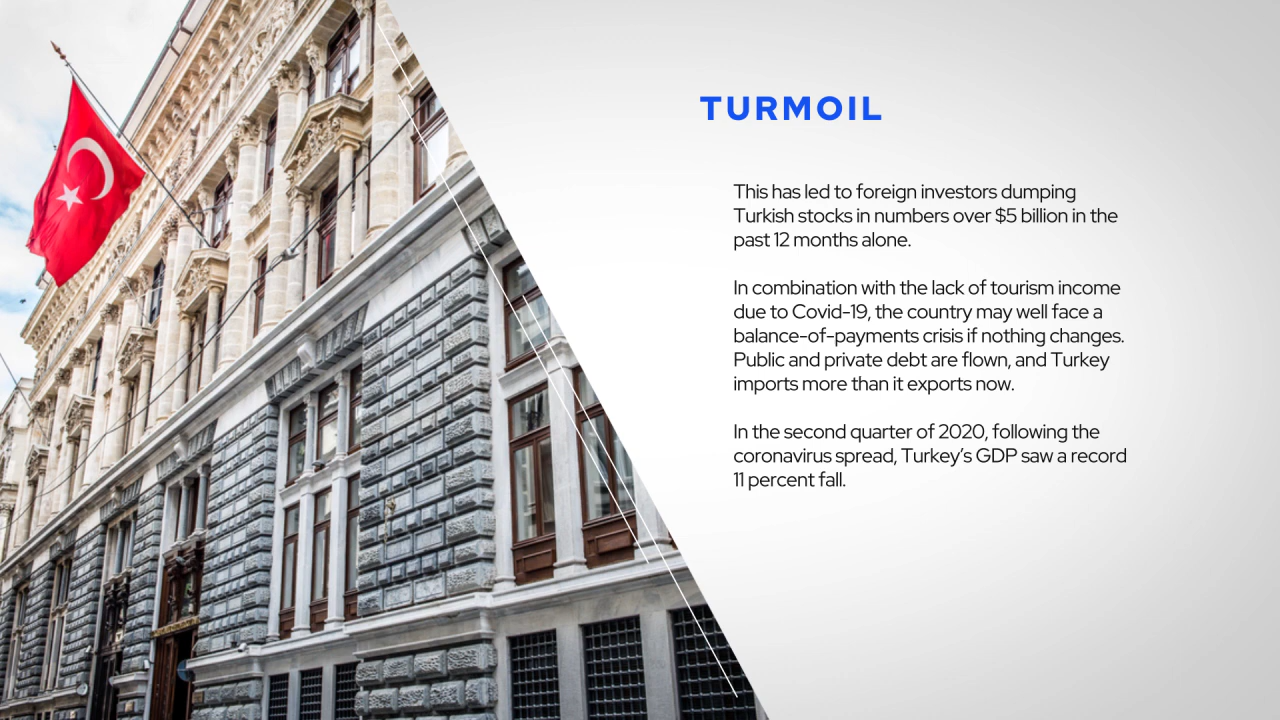 TURMOIL
This has led to foreign investors dumping
Turkish stocks in numbers over $5 billion in the
past 12 months alone.
In combination with the lack of tourism income
due to Covid-19, the country may well face a
balance-of-payments crisis if nothing changes.
Public and private debt are flown, and Turkey
imports more than it exports now.
In the second quarter of 2020, following the
coronavirus spread, Turkey's GDP saw a record
11 percent fall.